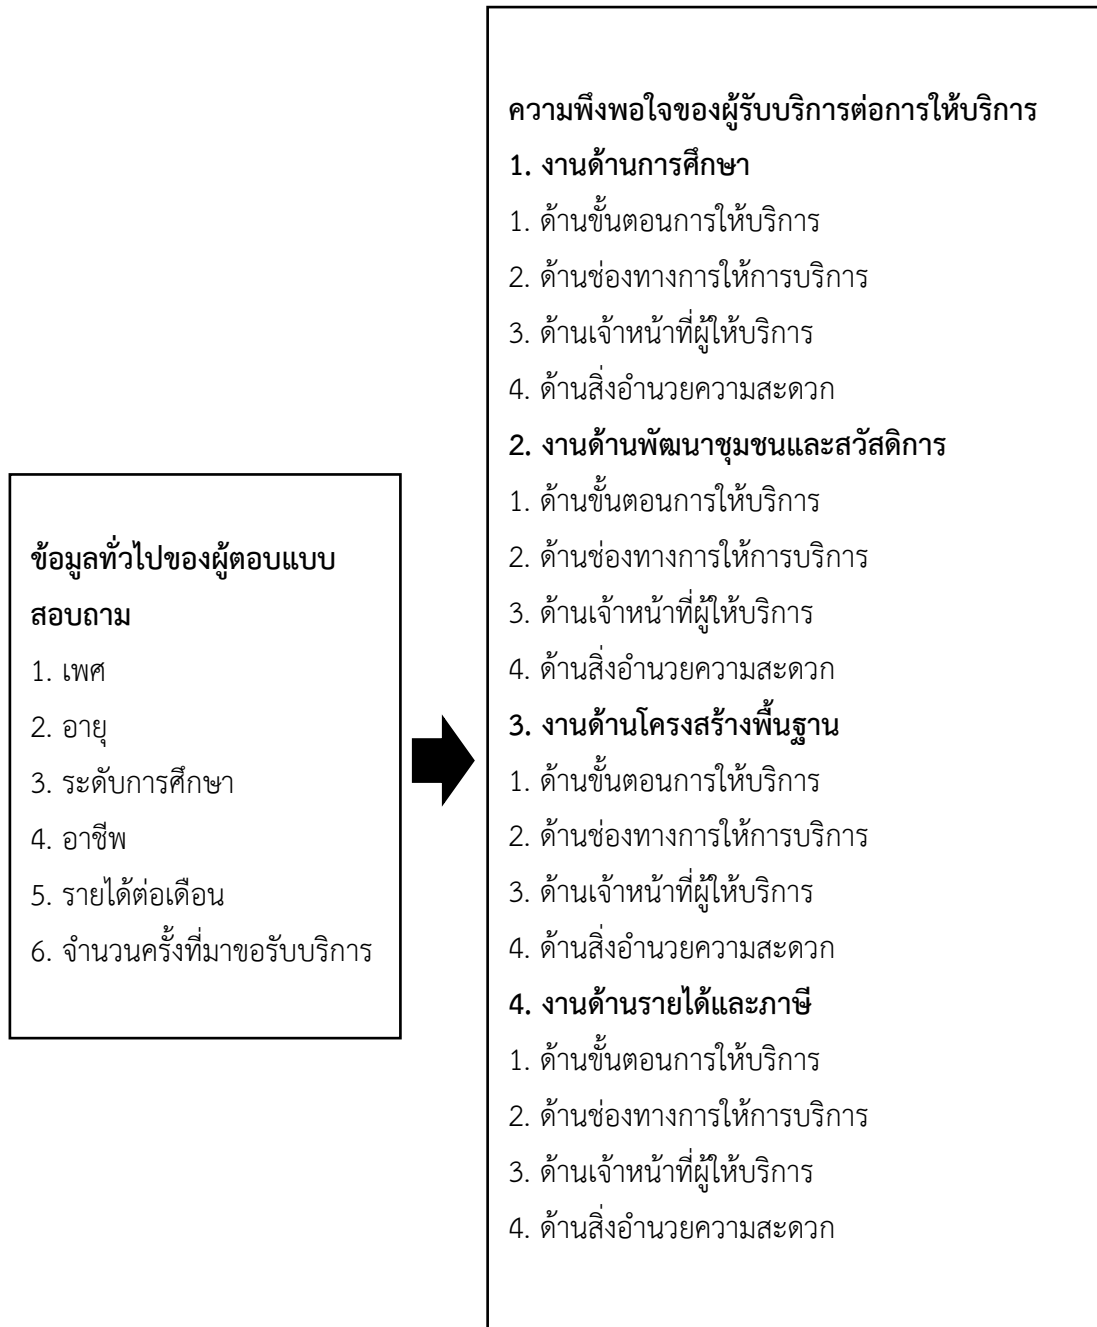 ข้อมูลทั่วไปของผู้ตอบแบบ
สอบถาม
1. เพศ
2. อายุ
3. ระดับการศึกษา
4. อาชีพ
5. รายได้ต่อเดือน
6. จำนวนครั้งที่มาขอรับบริการ
ความพึงพอใจของผู้รับบริการต่อการให้บริการ
1. งานด้านการศึกษา
1. ด้านขั้นตอนการให้บริการ
2. ด้านช่องทางการให้การบริการ
3. ด้านเจ้าหน้าที่ผู้ให้บริการ
4. ด้านสิ่งอำนวยความสะดวก
2. งานด้านพัฒนาชุมชนและสวัสดิการ
1. ด้านขั้นตอนการให้บริการ
2. ด้านช่องทางการให้การบริการ
3. ด้านเจ้าหน้าที่ผู้ให้บริการ
4. ด้านสิ่งอำนวยความสะดวก
3. งานด้านโครงสร้างพื้นฐาน
1. ด้านขั้นตอนการให้บริการ
2. ด้านช่องทางการให้การบริการ
3. ด้านเจ้าหน้าที่ผู้ให้บริการ
4. ด้านสิ่งอำนวยความสะดวก
4. งานด้านรายได้และภาษี
1. ด้านขั้นตอนการให้บริการ
2. ด้านช่องทางการให้การบริการ
3. ด้านเจ้าหน้าที่ผู้ให้บริการ
4. ด้านสิ่งอำนวยความสะดวก